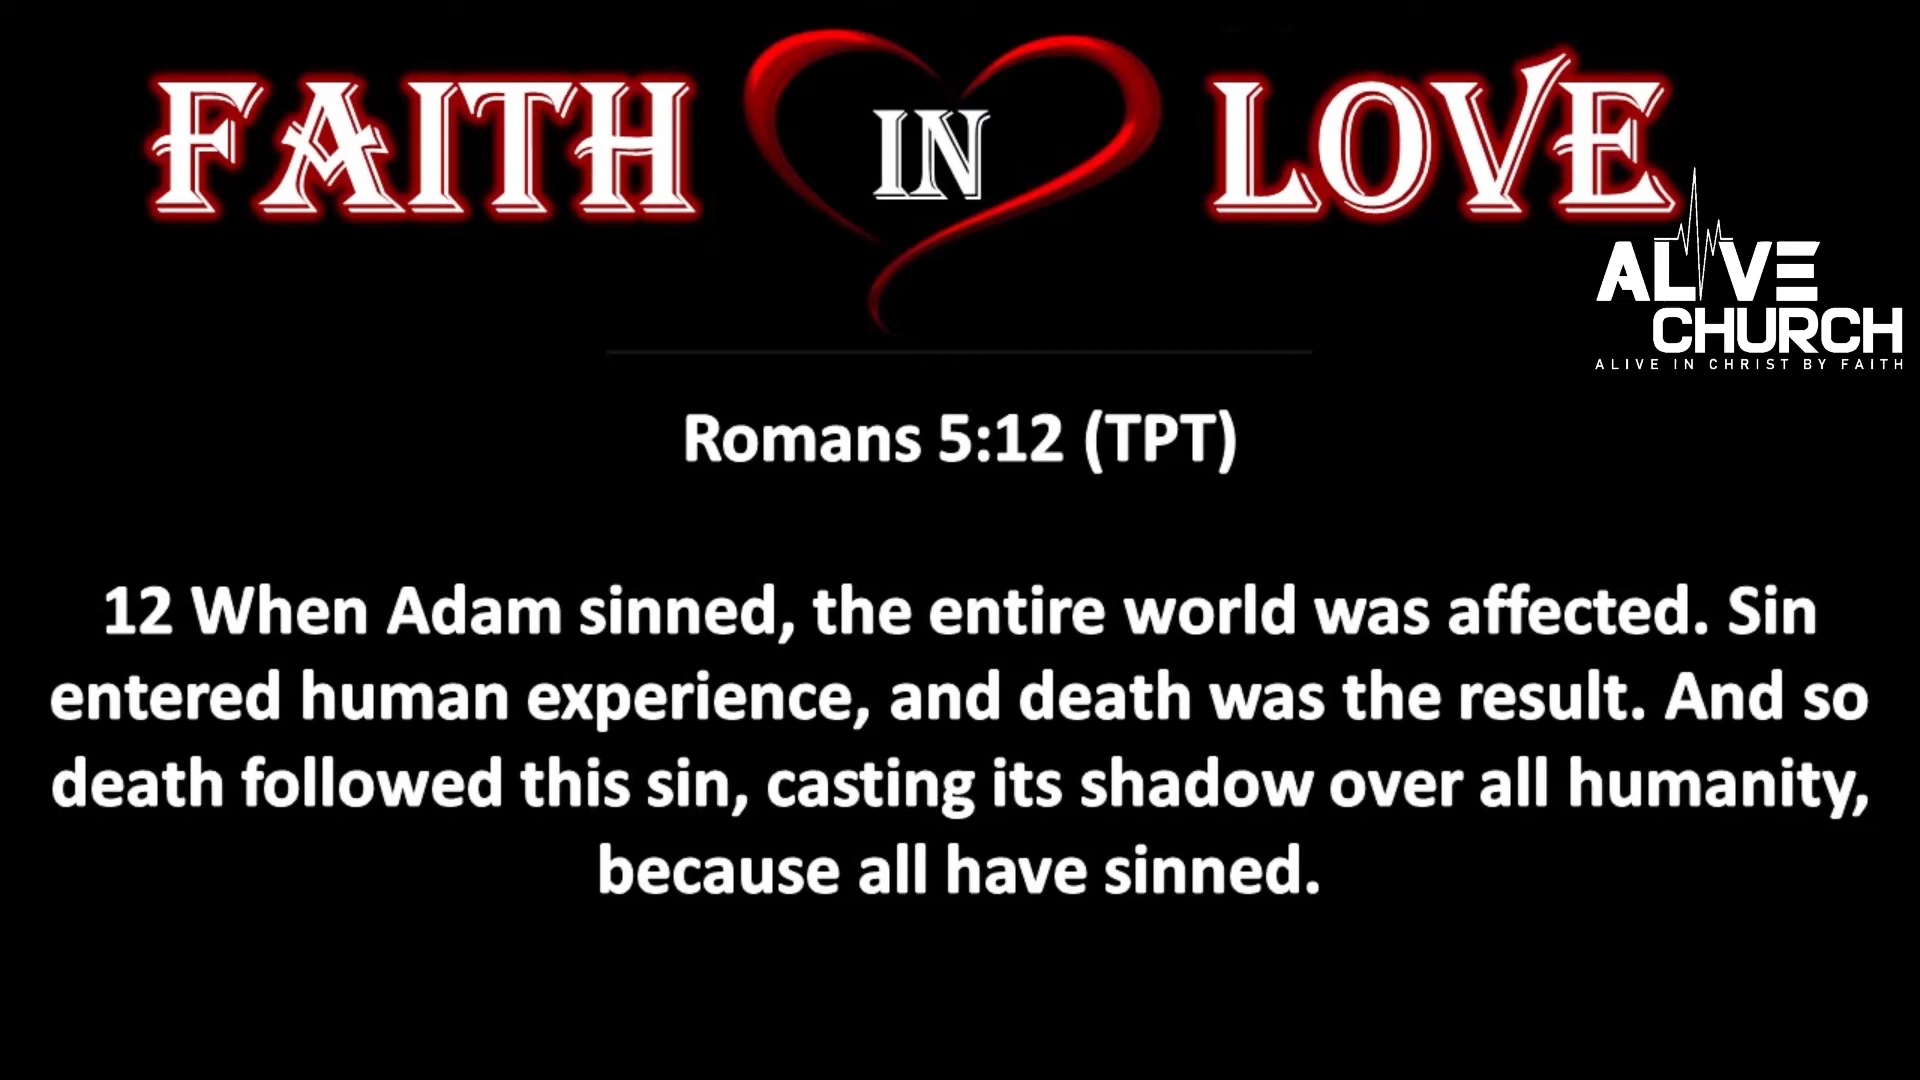 FAITH IN LOVE
ALIVE
CHURCH
ALIVE IN CHRIST BY FAITH
Romans 5:12 (TPT)
12 When Adam sinned, the entire world was affected. Sin
entered human experience, and death was the result. And so
death followed this sin, casting its shadow over all humanity,
because all have sinned.